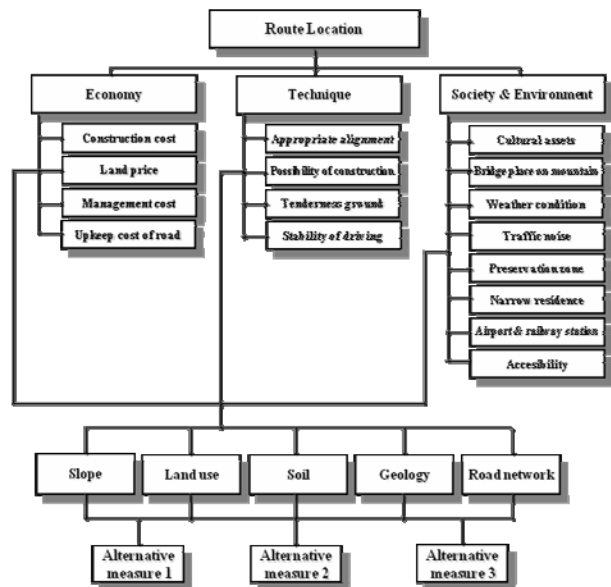 Route Location
Economy
Technique
Society & Environment
Construction cost
Land price
Management cost
Upkeep cost of road
Appropriate alignment
Possibility of construction
Tenderness ground
Stability of driving
Cultural assets
Bridge place on mountain
Weather condition
Traffic noise
Preservation zone
Narrow residence
Airport & railway station
Accesibility
Slope
Land use
Soil
Geology
Road network
Alternative
measure 1
Alternative
measure 2
Alternative
measure 3